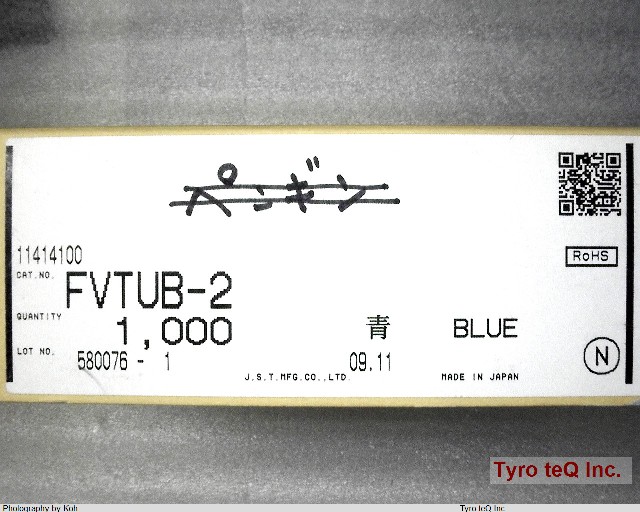 ペンギン
11414100
CAT.NO. FVTUB-2
QUANTITY 1,000 青 BLUE
RoHS
LOT NO. 580076 - 1 09.11
N
J.S.T.MFG.CO.,LTD MADE IN JAPAN
Tyro teQ Inc.
Photography by Koh Tyro teQ Inc